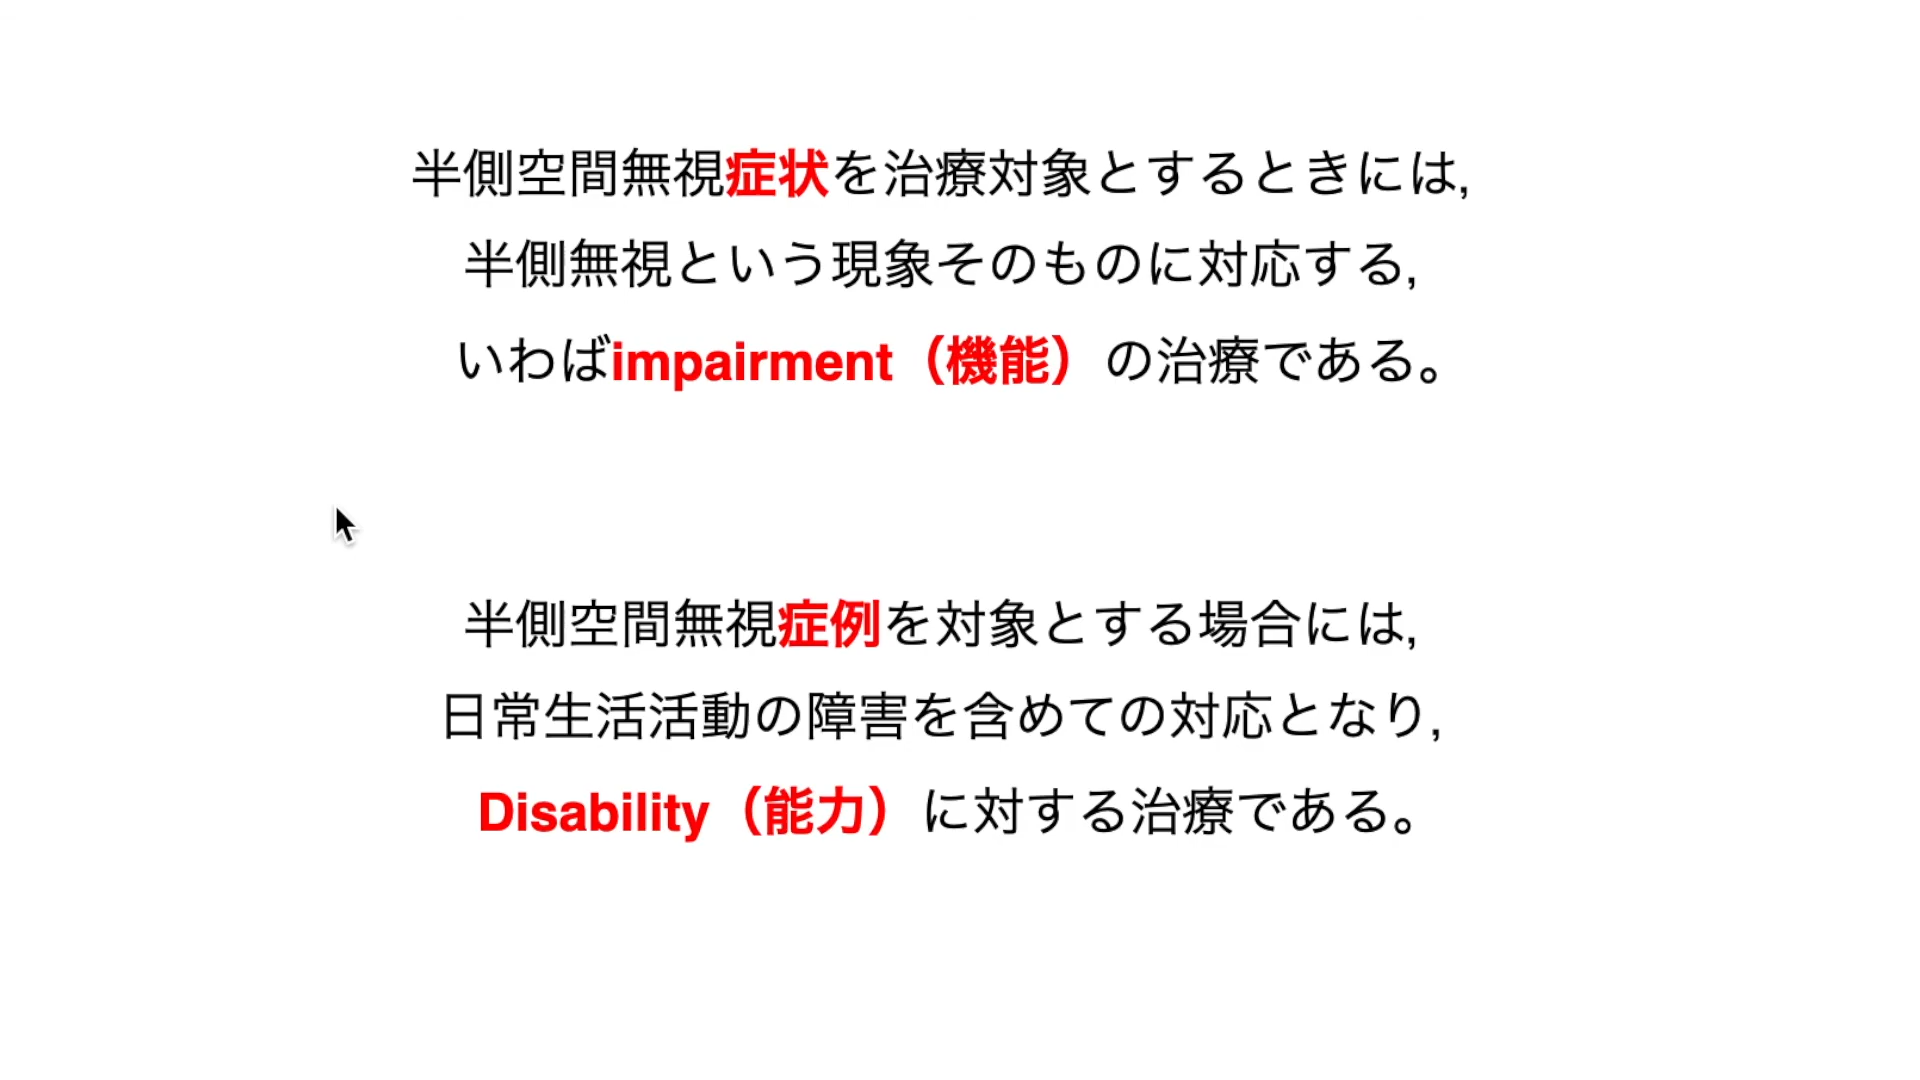 半側空間無視症状を治療対象とするときには,
半側無視という現象そのものに対応する,
いわばimpairment（機能）の治療である。
半側空間無視症例を対象とする場合には,
日常生活活動の障害を含めての対応となり,
Disability（能力）に対する治療である。